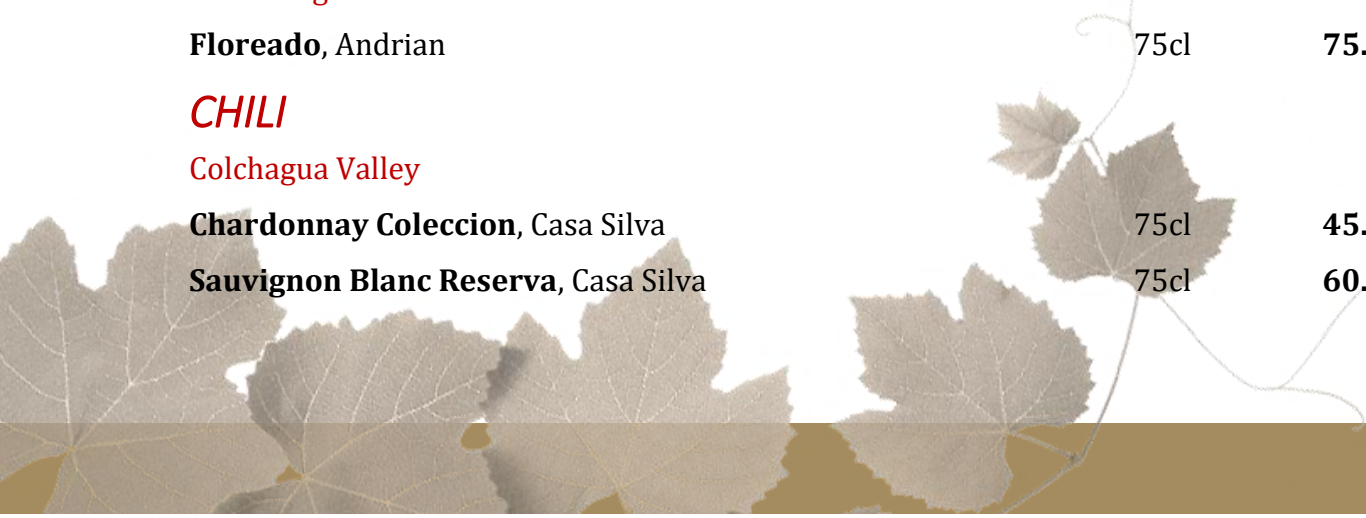 Floreado, Andrian 75cl 75.
CHILI
Colchagua Valley
Chardonnay Coleccion, Casa Silva 75cl 45.
Sauvignon Blanc Reserva, Casa Silva 75cl 60.